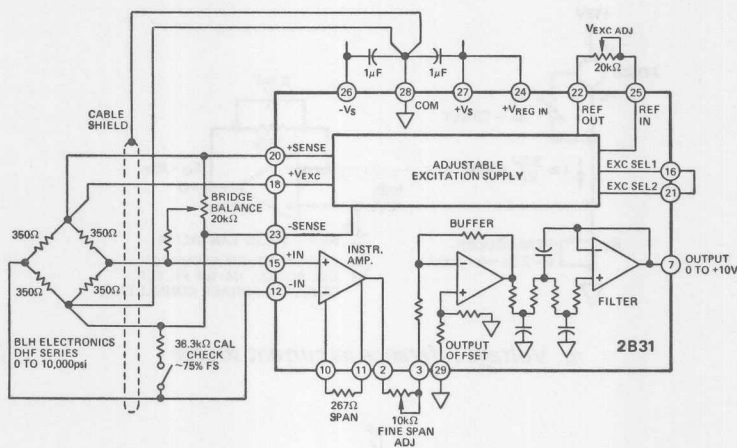 VEXC ADJ
20kΩ
1μF
1μF
26
28
27
24
22
25
-VS
COM
+VS
+VREG IN
REF OUT
REF IN
CABLE SHIELD
20
+SENSE
ADJUSTABLE EXCITATION SUPPLY
EXC SEL1
16
18
+VEXC
EXC SEL2
21
BRIDGE BALANCE 20kΩ
23
-SENSE
350Ω
350Ω
350Ω
350Ω
15
+IN
INSTR. AMP.
BUFFER
12
-IN
FILTER
7
OUTPUT
0 TO +10V
BLH ELECTRONICS
DHF SERIES
0 TO 10,000psi
36.3kΩ CAL
CHECK
~75% FS
OUTPUT OFFSET
2B31
10
11
2
3
29
267Ω
SPAN
10kΩ
FINE SPAN
ADJ